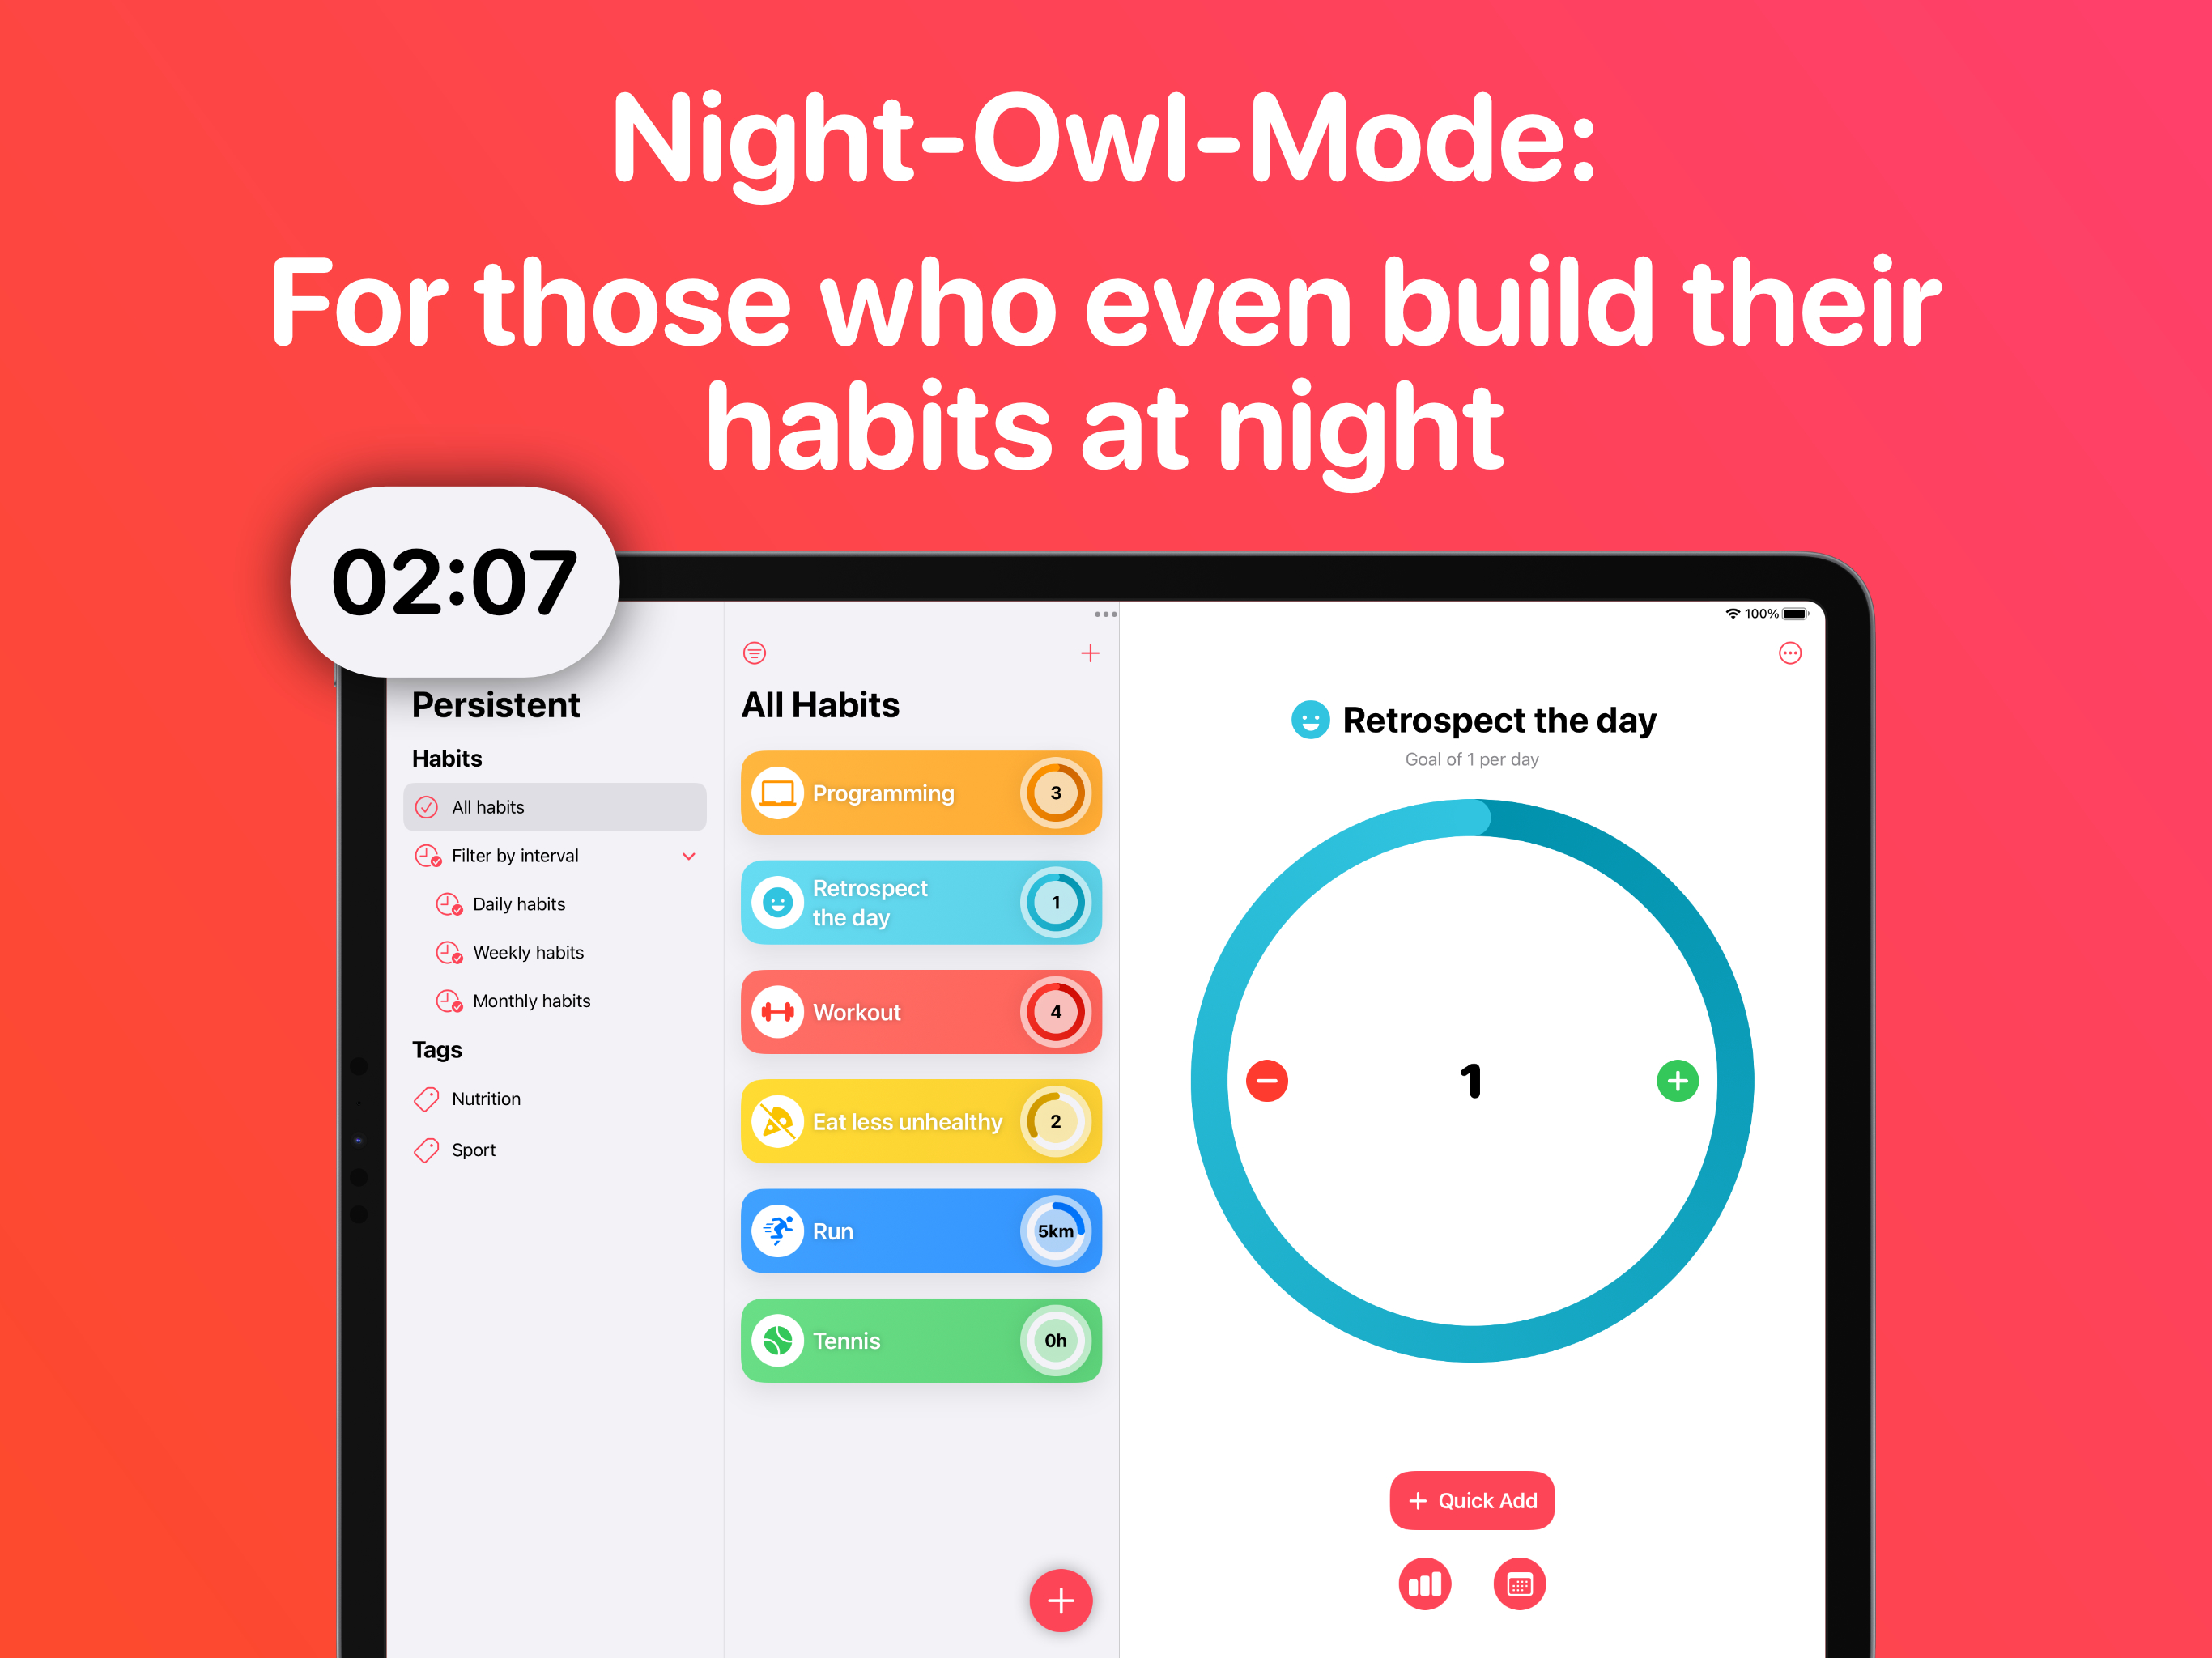 Night-Owl-Mode:
For those who even build their
habits at night
02:07
100%
Persistent
Habits
All habits
Filter by interval
Daily habits
Weekly habits
Monthly habits
Tags
Nutrition
Sport
All Habits
Programming
3
Retrospect
the day
1
Workout
4
Eat less unhealthy
2
Run
5km
Tennis
0h
Retrospect the day
Goal of 1 per day
1
Quick Add